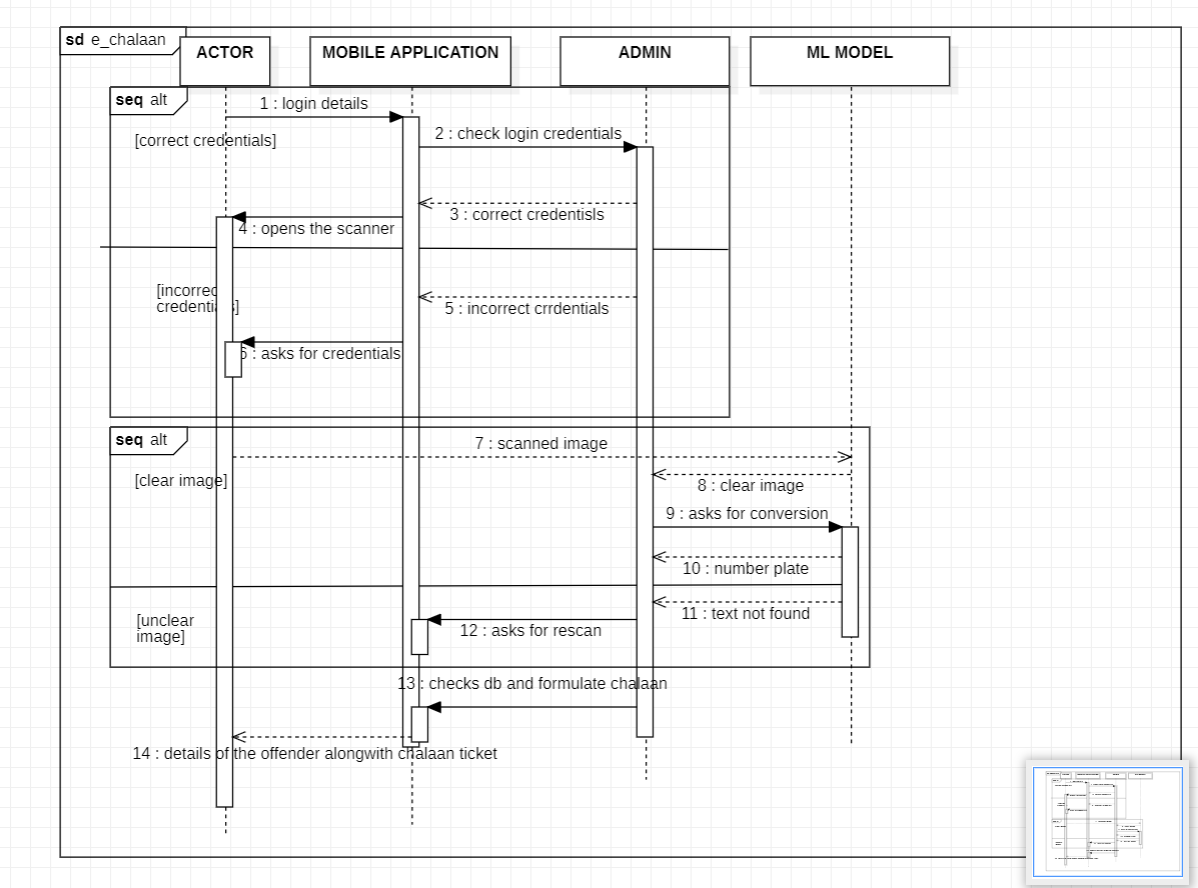 sd e_chalaan
ACTOR
MOBILE APPLICATION
ADMIN
ML MODEL
seq alt
1 : login details
2 : check login credentials
[correct credentials]
3 : correct credentisls
4 : opens the scanner
[incorrect
credentials]
5 : incorrect crrdentials
6 : asks for credentials
seq alt
7 : scanned image
[clear image]
8 : clear image
9 : asks for conversion
10 : number plate
11 : text not found
[unclear
image]
12 : asks for rescan
13 : checks db and formulate chalaan
14 : details of the offender alongwith chalaan ticket